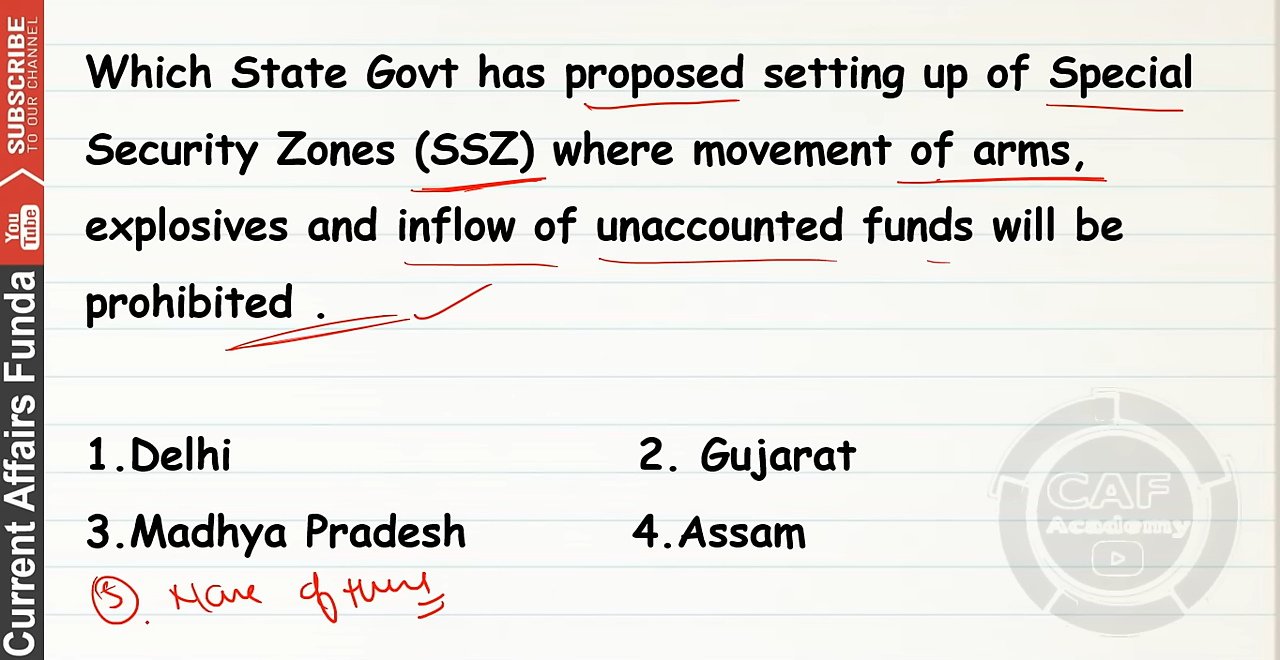 Which State Govt has proposed setting up of Special
Security Zones (SSZ) where movement of arms,
explosives and inflow of unaccounted funds will be
prohibited .
1.Delhi
2. Gujarat
3.Madhya Pradesh
4.Assam
5. None of these
SUBSCRIBE
TO OUR CHANNEL
You Tube
Current Affairs Funda
CAF
Academy